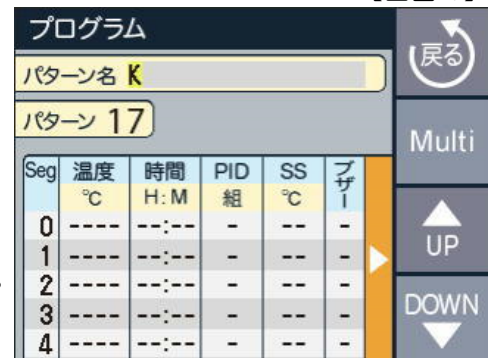 プログラム
戻る
パターン名 K
パターン 17
Multi
Seg 温度 時間 PID SS ブザー
℃ H:M 組 ℃
0 ---- --:-- - -- -
1 ---- --:-- - -- -
UP
2 ---- --:-- - -- -
3 ---- --:-- - -- -
DOWN
4 ---- --:-- - -- -